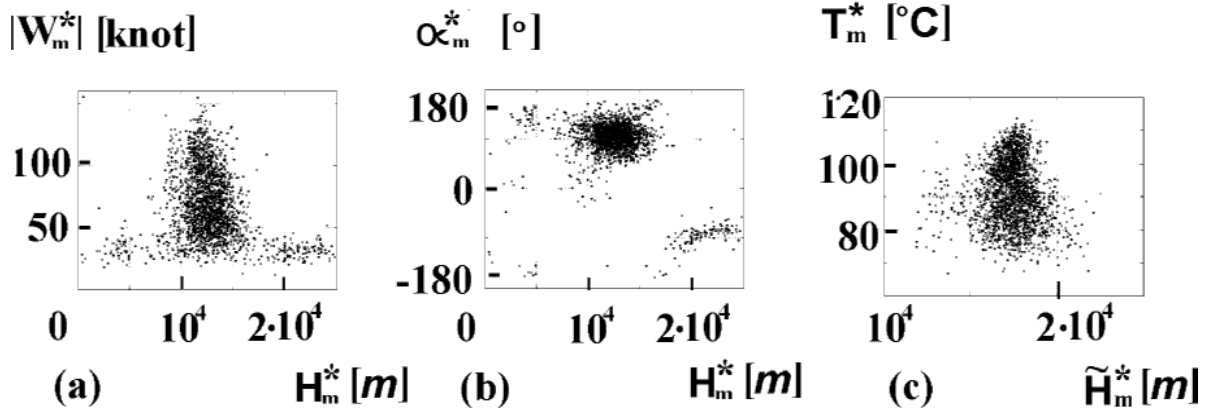 |W*m| [knot]
∝*m [°]
T*m [°C]
100
50
0
10⁴
2·10⁴
(a)
H*m [m]
180
0
-180
0
10⁴
2·10⁴
(b)
H*m [m]
120
100
80
10⁴
2·10⁴
(c)
H̃*m [m]